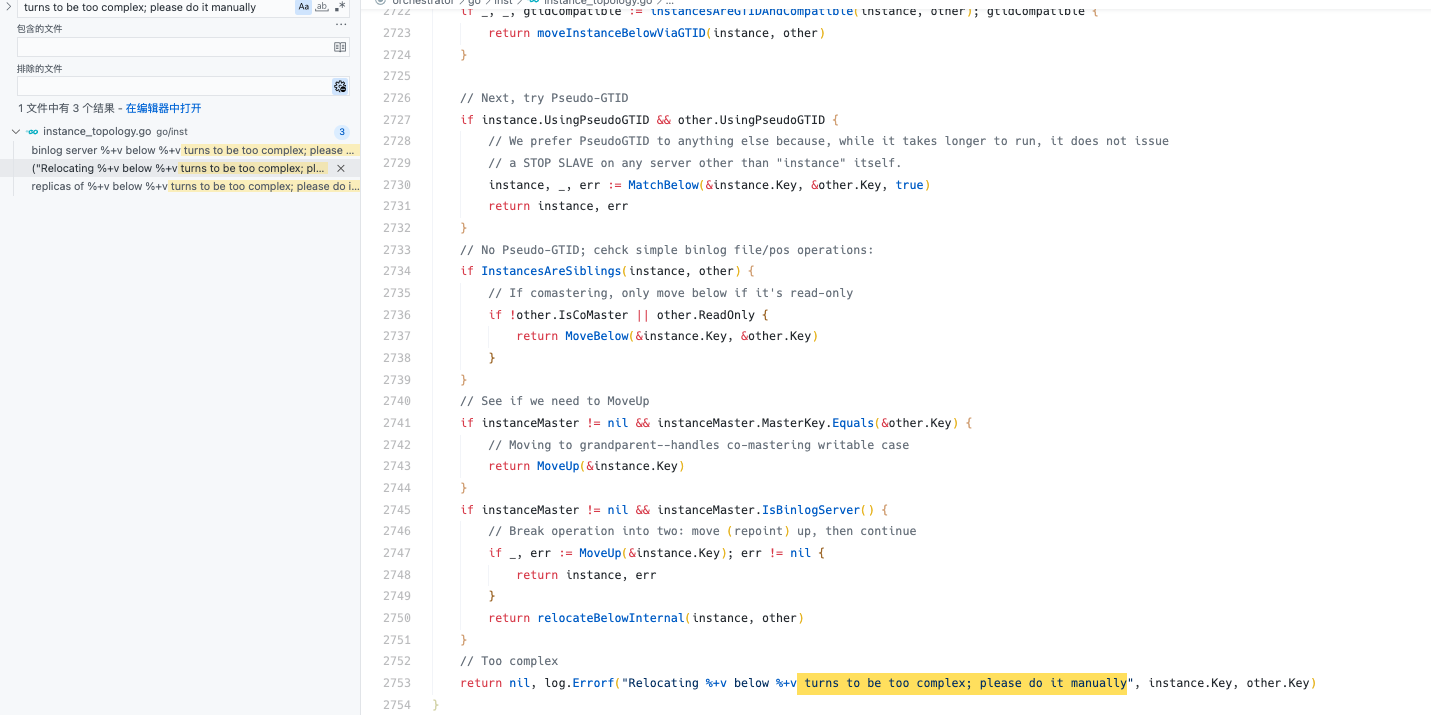 turns to be too complex; please do it manually
Aa ab .*
...
包含的文件
排除的文件
1 文件中有 3 个结果 - 在编辑器中打开
instance_topology.go go/inst 3
binlog server %+v below %+v turns to be too complex; please ...
("Relocating %+v below %+v turns to be too complex; pl...
replicas of %+v below %+v turns to be too complex; please do i...
orchestrator > go > inst > instance_topology.go > ...
2722 if _, _, gtidCompatible := instancesAreGTIDAndCompatible(instance, other); gtidCompatible {
2723 return moveInstanceBelowViaGTID(instance, other)
2724 }
2725
2726 // Next, try Pseudo-GTID
2727 if instance.UsingPseudoGTID && other.UsingPseudoGTID {
2728 // We prefer PseudoGTID to anything else because, while it takes longer to run, it does not issue
2729 // a STOP SLAVE on any server other than "instance" itself.
2730 instance, _, err := MatchBelow(&instance.Key, &other.Key, true)
2731 return instance, err
2732 }
2733 // No Pseudo-GTID; cehck simple binlog file/pos operations:
2734 if InstancesAreSiblings(instance, other) {
2735 // If comastering, only move below if it's read-only
2736 if !other.IsCoMaster || other.ReadOnly {
2737 return MoveBelow(&instance.Key, &other.Key)
2738 }
2739 }
2740 // See if we need to MoveUp
2741 if instanceMaster != nil && instanceMaster.MasterKey.Equals(&other.Key) {
2742 // Moving to grandparent--handles co-mastering writable case
2743 return MoveUp(&instance.Key)
2744 }
2745 if instanceMaster != nil && instanceMaster.IsBinlogServer() {
2746 // Break operation into two: move (repoint) up, then continue
2747 if _, err := MoveUp(&instance.Key); err != nil {
2748 return instance, err
2749 }
2750 return relocateBelowInternal(instance, other)
2751 }
2752 // Too complex
2753 return nil, log.Errorf("Relocating %+v below %+v turns to be too complex; please do it manually", instance.Key, other.Key)
2754 }